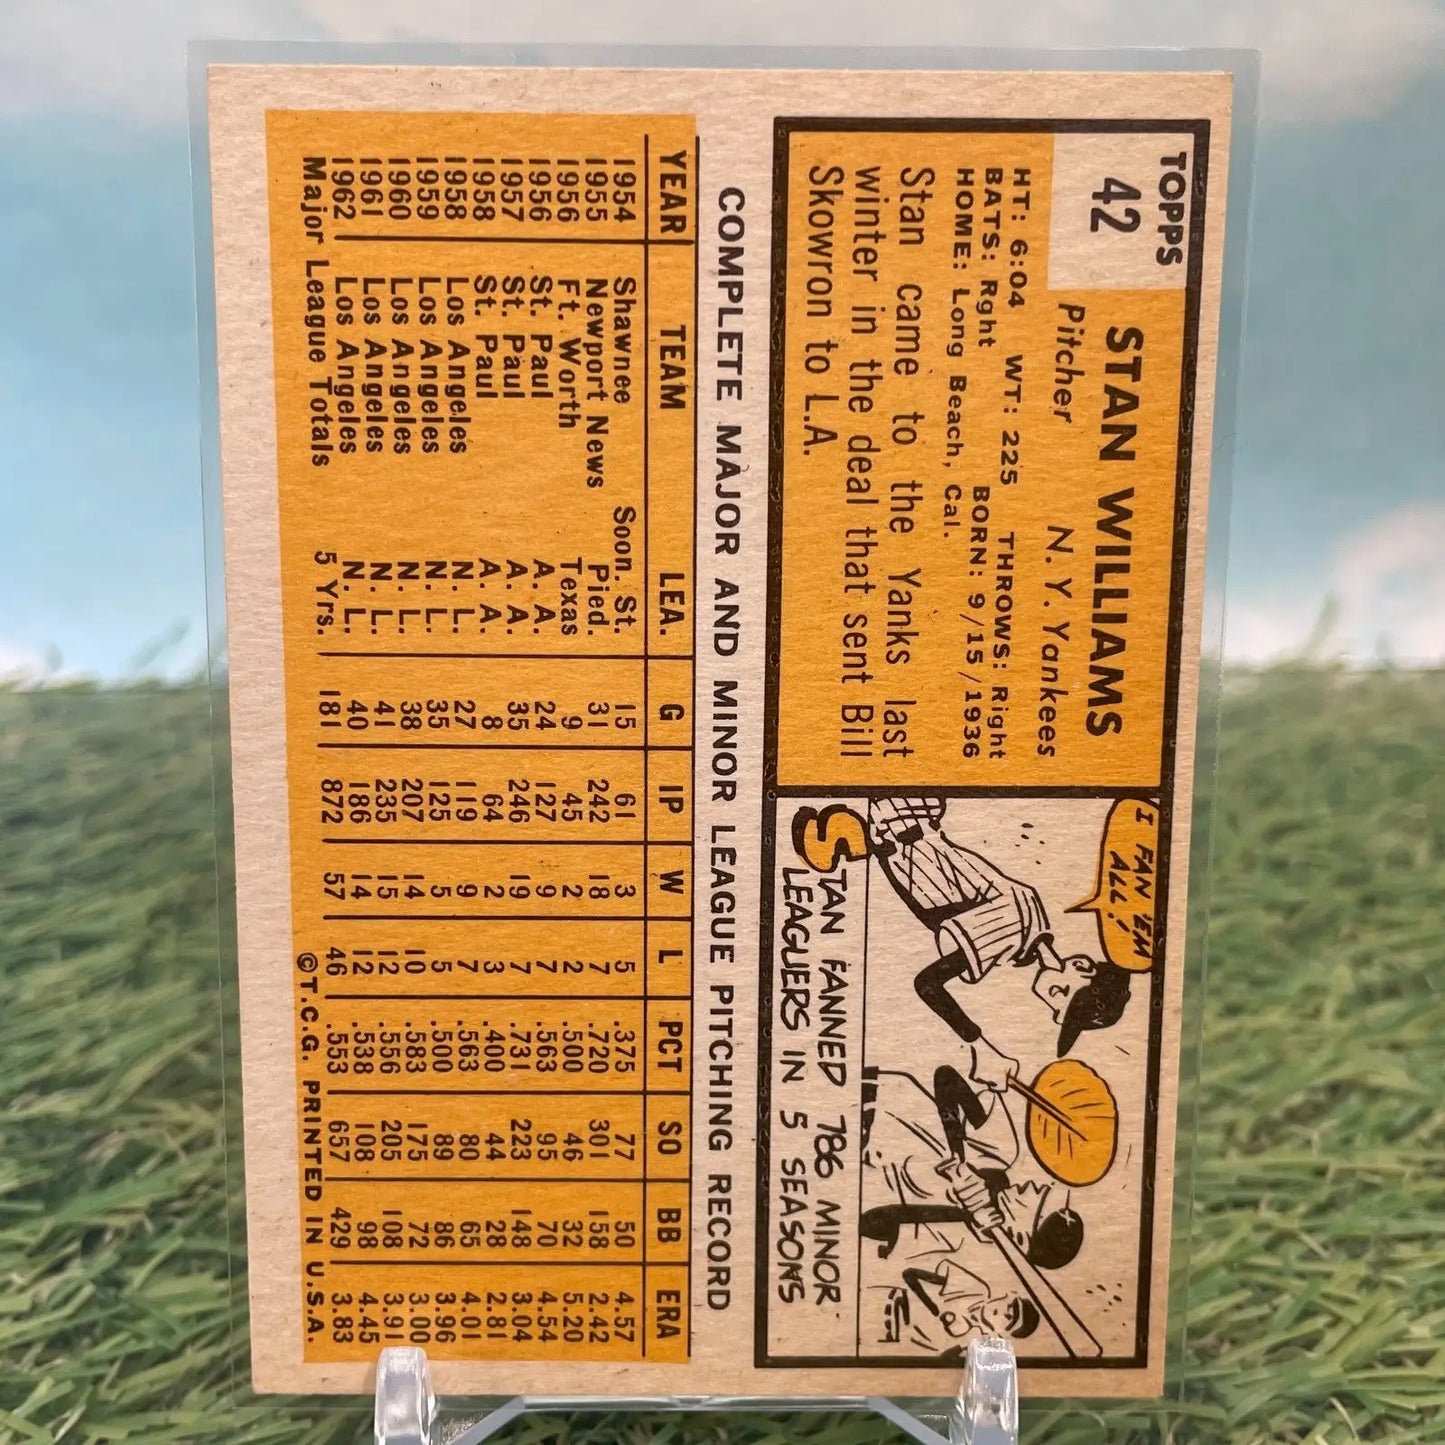 TOPPS
42
STAN WILLIAMS
Pitcher N. Y. Yankees
HT: 6:04 WT: 225 THROWS: Right
BATS: Rght BORN: 9/15/1936
HOME: Long Beach, Cal.
Stan came to the Yanks last
winter in the deal that sent Bill
Skowron to L.A.
I FAN 'EM
ALL!
STAN FANNED 786 MINOR
LEAGUERS IN 5 SEASONS
COMPLETE MAJOR AND MINOR LEAGUE PITCHING RECORD
YEAR TEAM LEA. G IP W L PCT SO BB ERA
1954 Shawnee Soon. St. 15 61 3 5 .375 77 50 4.57
1955 Newport News Pied. 31 242 18 7 .720 301 158 2.42
1956 Ft. Worth Texas 9 45 2 2 .500 46 32 5.20
1956 St. Paul A. A. 24 127 9 7 .563 95 70 4.54
1957 St. Paul A. A. 35 246 19 7 .731 223 148 3.04
1958 St. Paul A. A. 8 64 2 3 .400 44 28 2.81
1958 Los Angeles N. L. 27 119 9 7 .563 80 65 4.01
1959 Los Angeles N. L. 35 125 5 5 .500 89 86 3.96
1960 Los Angeles N. L. 38 207 14 10 .583 175 72 3.00
1961 Los Angeles N. L. 41 235 15 12 .556 205 108 3.91
1962 Los Angeles N. L. 40 186 14 12 .538 108 98 4.45
Major League Totals 5 Yrs. 181 872 57 46 .553 657 429 3.83
©T.C.G. PRINTED IN U.S.A.